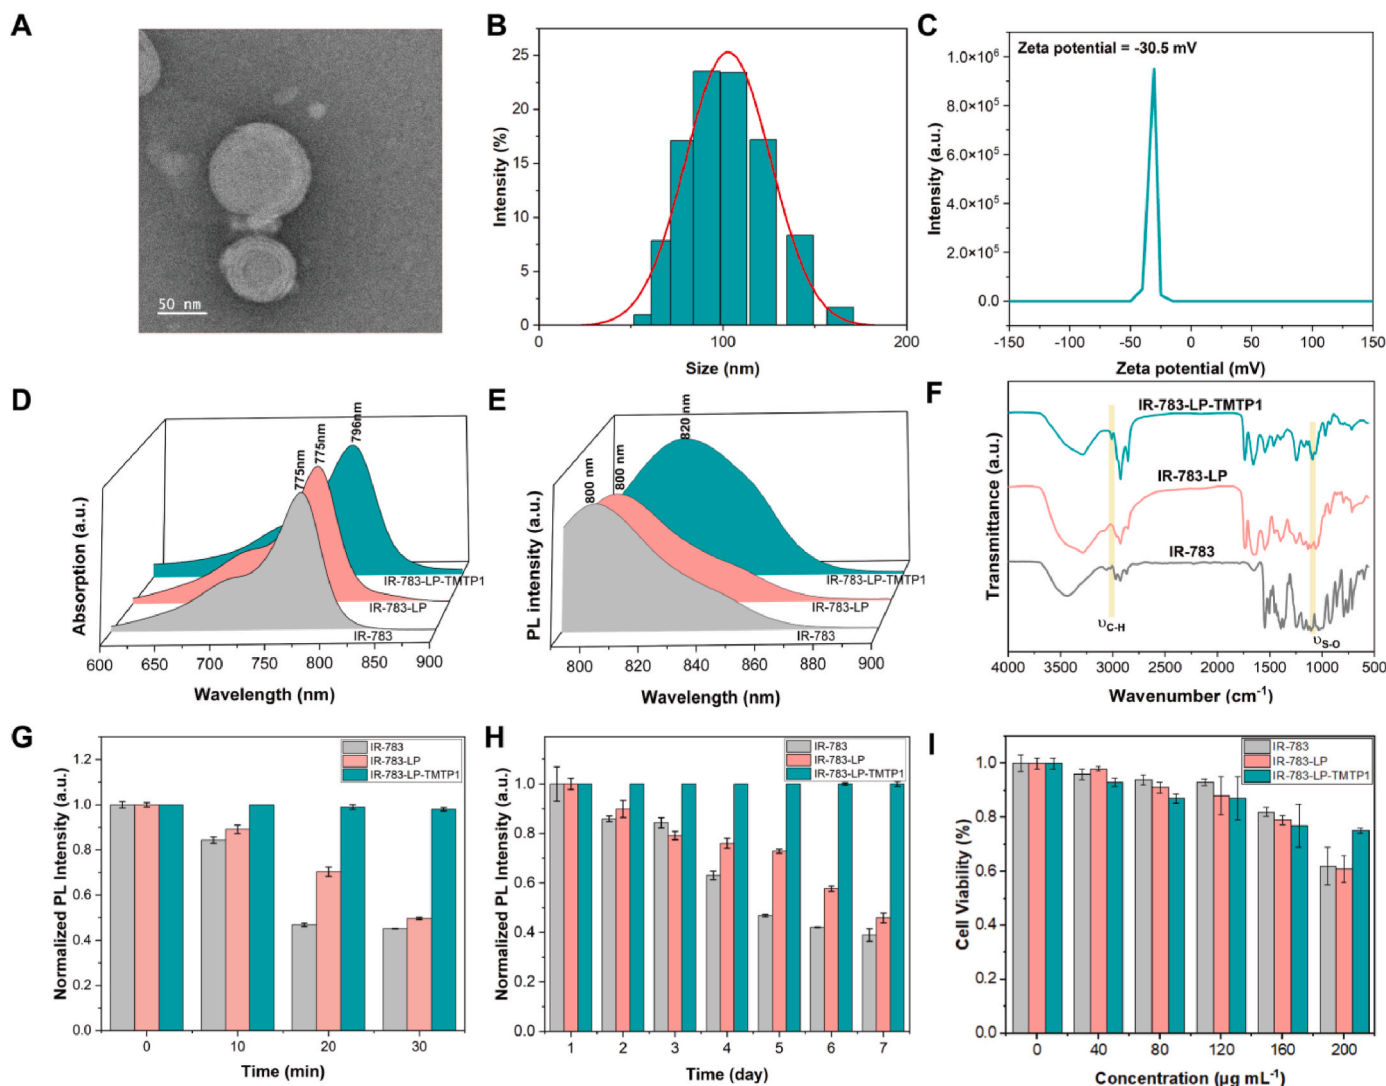 A
50 nm
B
25
20
15
10
5
0
Intensity (%)
0 100 200
Size (nm)
C
Zeta potential = -30.5 mV
1.0×10⁶
8.0×10⁵
6.0×10⁵
4.0×10⁵
2.0×10⁵
0.0
Intensity (a.u.)
-150 -100 -50 0 50 100 150
Zeta potential (mV)
D
775nm
775nm
796nm
IR-783-LP-TMTP1
IR-783-LP
IR-783
Absorption (a.u.)
600 650 700 750 800 850 900
Wavelength (nm)
E
800 nm
800 nm
820 nm
IR-783-LP-TMTP1
IR-783-LP
IR-783
PL intensity (a.u.)
800 820 840 860 880 900
Wavelength (nm)
F
IR-783-LP-TMTP1
IR-783-LP
IR-783
υC-H
υS-O
Transmittance (a.u.)
4000 3000 2000 1500 1000 500
Wavenumber (cm⁻¹)
G
IR-783
IR-783-LP
IR-783-LP-TMTP1
1.2
1.0
0.8
0.6
0.4
0.2
0.0
Normalized PL Intensity (a.u.)
0 10 20 30
Time (min)
H
IR-783
IR-783-LP
IR-783-LP-TMTP1
1.0
0.8
0.6
0.4
0.2
0.0
Normalized PL Intensity (a.u.)
1 2 3 4 5 6 7
Time (day)
I
IR-783
IR-783-LP
IR-783-LP-TMTP1
1.0
0.8
0.6
0.4
0.2
0.0
Cell Viability (%)
0 40 80 120 160 200
Concentration (μg mL⁻¹)